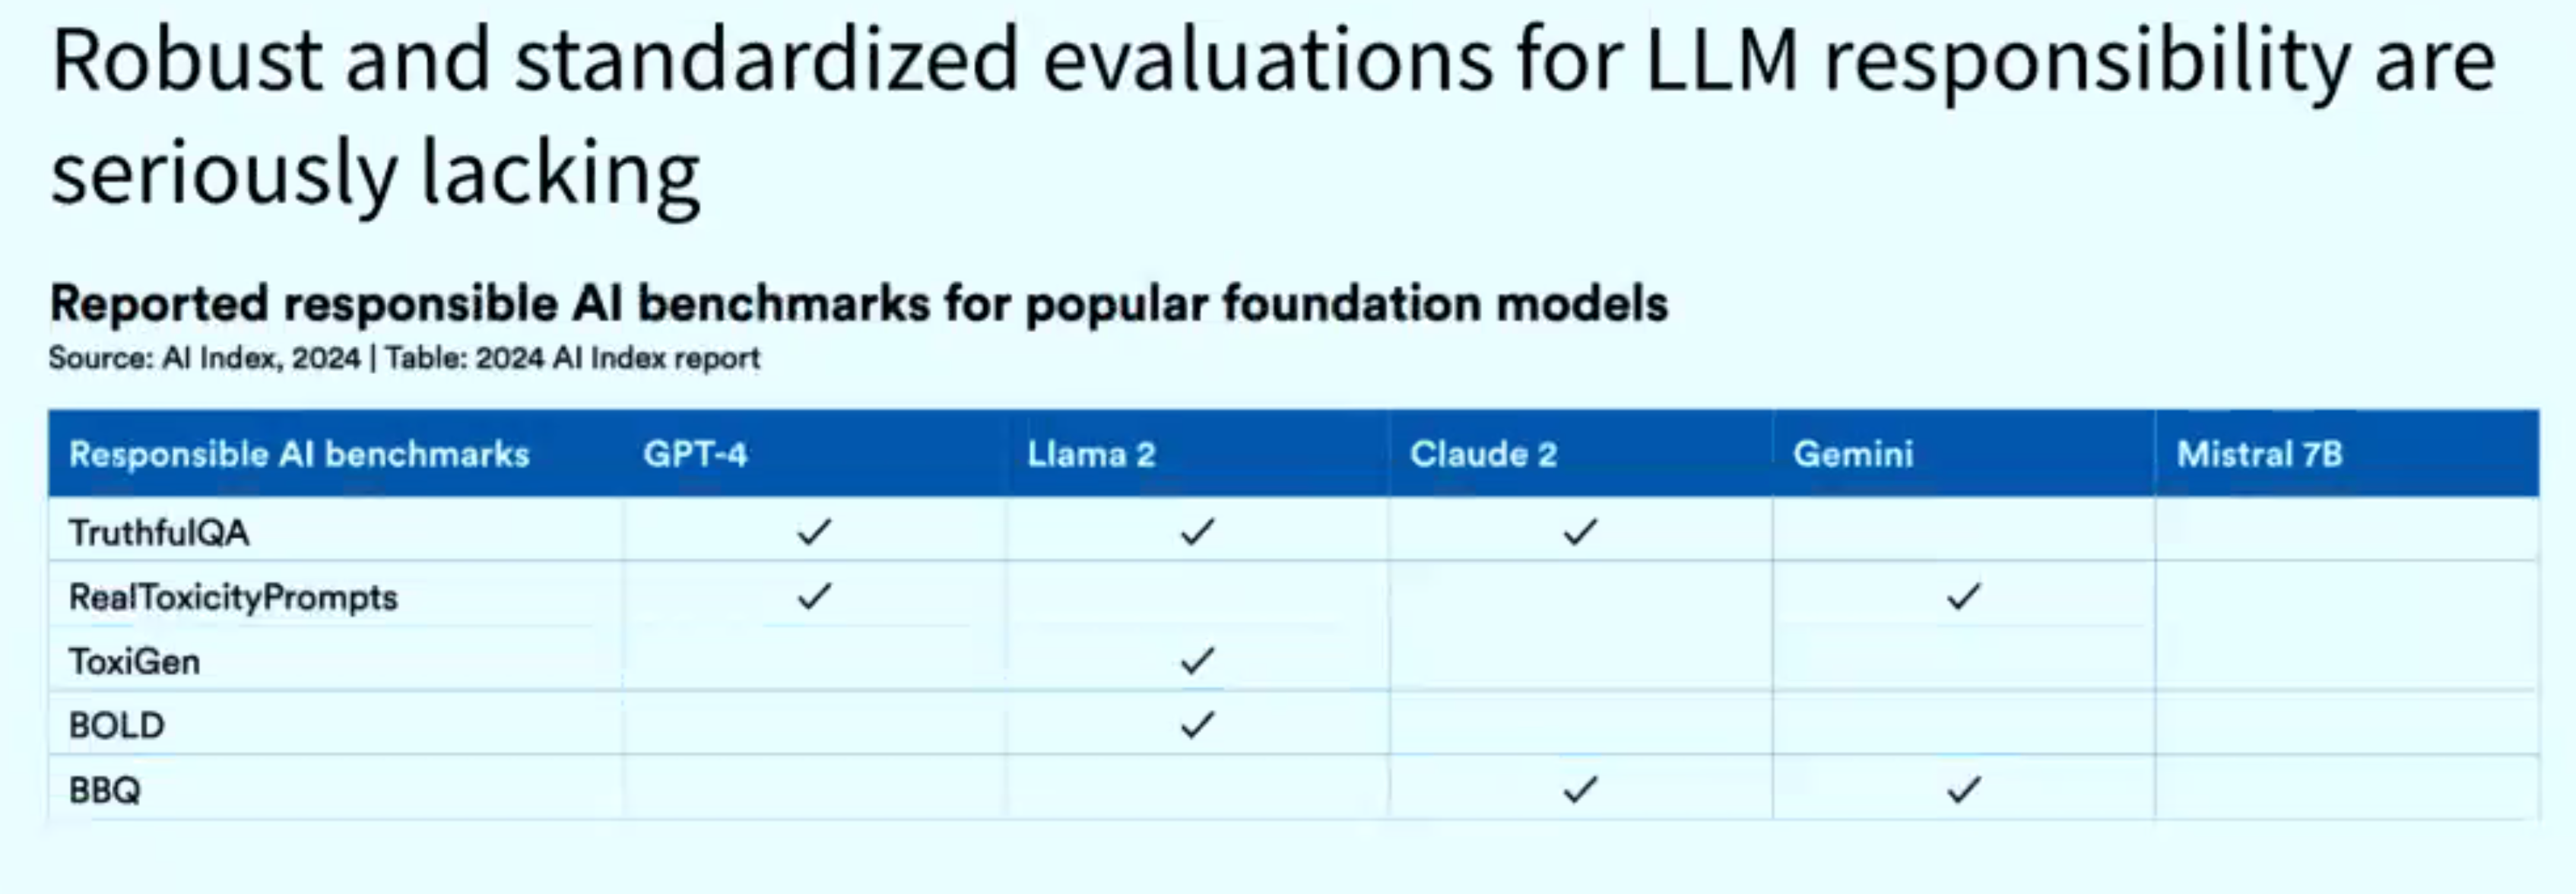 Robust and standardized evaluations for LLM responsibility are
seriously lacking
Reported responsible AI benchmarks for popular foundation models
Source: AI Index, 2024 | Table: 2024 AI Index report
Responsible AI benchmarks GPT-4 Llama 2 Claude 2 Gemini Mistral 7B
TruthfulQA ✓ ✓ ✓
RealToxicityPrompts ✓ ✓
ToxiGen ✓
BOLD ✓
BBQ ✓ ✓